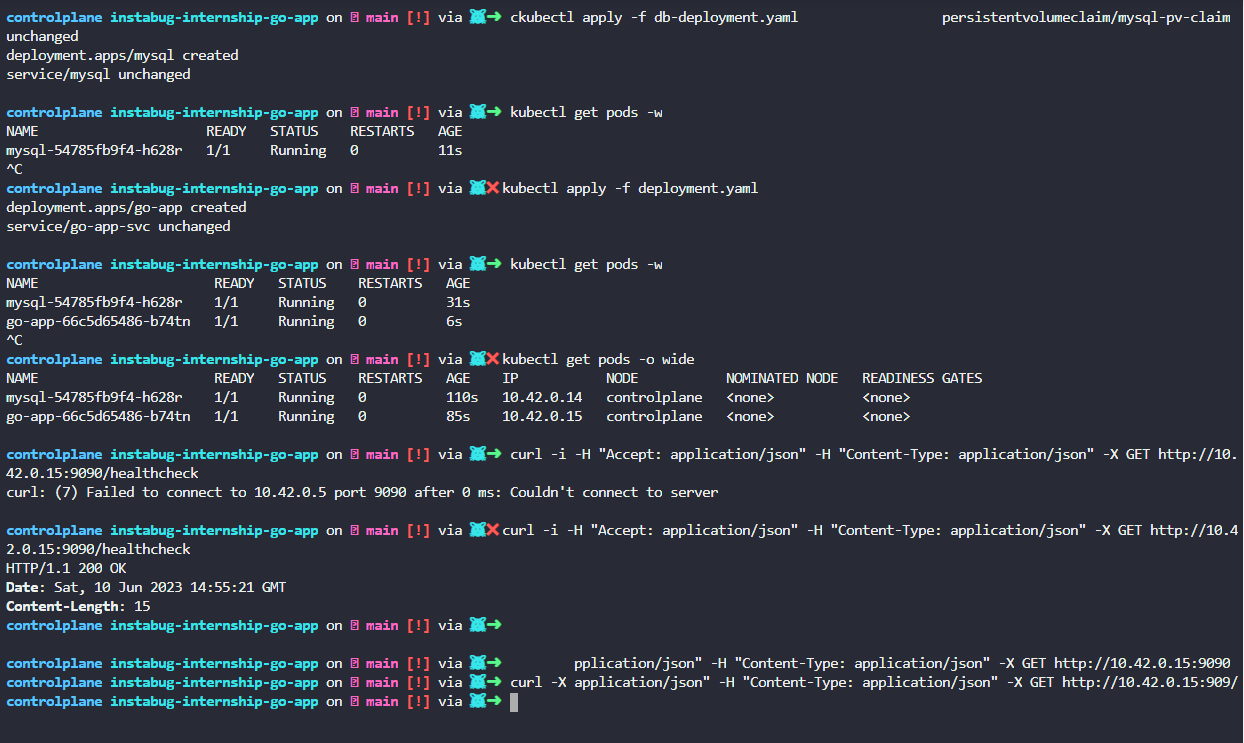 controlplane instabug-internship-go-app on main [!] via ➜ ckubectl apply -f db-deployment.yaml persistentvolumeclaim/mysql-pv-claim
unchanged
deployment.apps/mysql created
service/mysql unchanged
controlplane instabug-internship-go-app on main [!] via ➜ kubectl get pods -w
NAME READY STATUS RESTARTS AGE
mysql-54785fb9f4-h628r 1/1 Running 0 11s
^C
controlplane instabug-internship-go-app on main [!] via ✕kubectl apply -f deployment.yaml
deployment.apps/go-app created
service/go-app-svc unchanged
controlplane instabug-internship-go-app on main [!] via ➜ kubectl get pods -w
NAME READY STATUS RESTARTS AGE
mysql-54785fb9f4-h628r 1/1 Running 0 31s
go-app-66c5d65486-b74tn 1/1 Running 0 6s
^C
controlplane instabug-internship-go-app on main [!] via ✕kubectl get pods -o wide
NAME READY STATUS RESTARTS AGE IP NODE NOMINATED NODE READINESS GATES
mysql-54785fb9f4-h628r 1/1 Running 0 110s 10.42.0.14 controlplane <none> <none>
go-app-66c5d65486-b74tn 1/1 Running 0 85s 10.42.0.15 controlplane <none> <none>
controlplane instabug-internship-go-app on main [!] via ➜ curl -i -H "Accept: application/json" -H "Content-Type: application/json" -X GET http://10.
42.0.15:9090/healthcheck
curl: (7) Failed to connect to 10.42.0.5 port 9090 after 0 ms: Couldn't connect to server
controlplane instabug-internship-go-app on main [!] via ✕curl -i -H "Accept: application/json" -H "Content-Type: application/json" -X GET http://10.4
2.0.15:9090/healthcheck
HTTP/1.1 200 OK
Date: Sat, 10 Jun 2023 14:55:21 GMT
Content-Length: 15
controlplane instabug-internship-go-app on main [!] via ➜
controlplane instabug-internship-go-app on main [!] via ➜ pplication/json" -H "Content-Type: application/json" -X GET http://10.42.0.15:9090
controlplane instabug-internship-go-app on main [!] via ➜ curl -X application/json" -H "Content-Type: application/json" -X GET http://10.42.0.15:909/
controlplane instabug-internship-go-app on main [!] via ➜